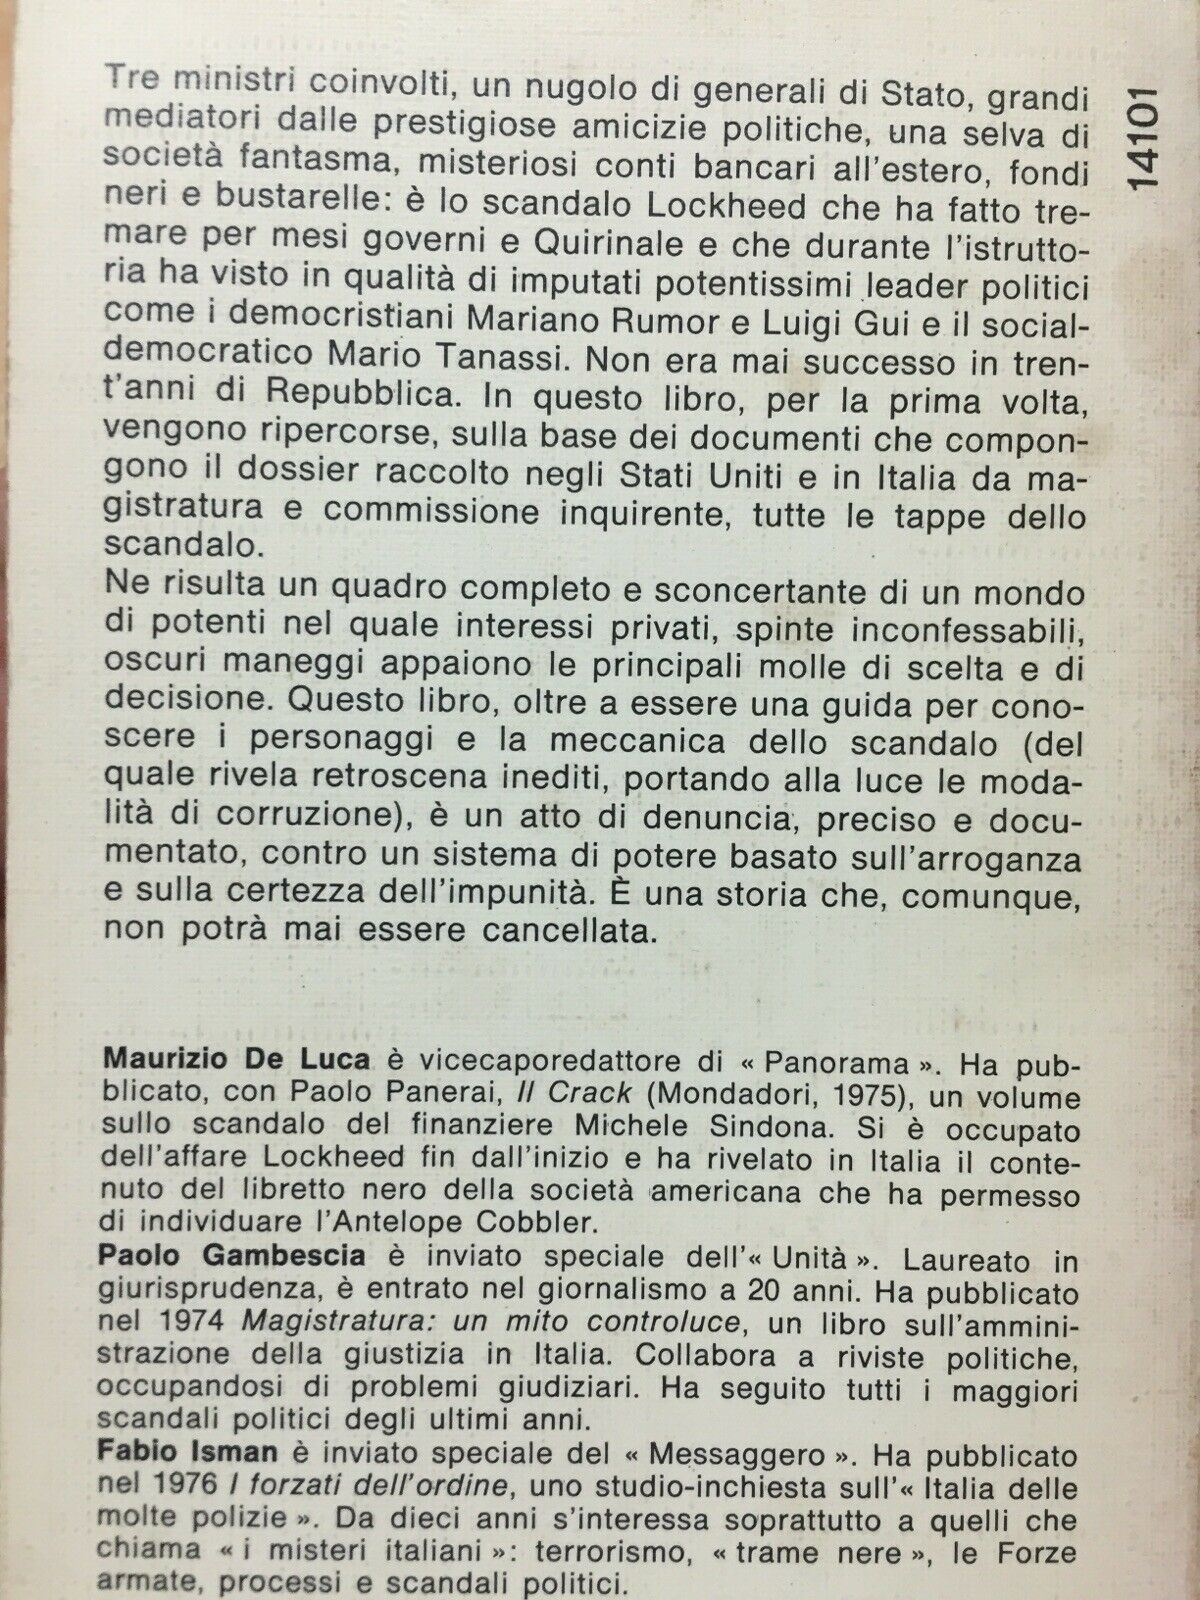 Tre ministri coinvolti, un nugolo di generali di Stato, grandi
mediatori dalle prestigiose amicizie politiche, una selva di
società fantasma, misteriosi conti bancari all'estero, fondi
neri e bustarelle: è lo scandalo Lockheed che ha fatto tre-
mare per mesi governi e Quirinale e che durante l'istrutto-
ria ha visto in qualità di imputati potentissimi leader politici
come i democristiani Mariano Rumor e Luigi Gui e il social-
democratico Mario Tanassi. Non era mai successo in tren-
t'anni di Repubblica. In questo libro, per la prima volta,
vengono ripercorse, sulla base dei documenti che compon-
gono il dossier raccolto negli Stati Uniti e in Italia da ma-
gistratura e commissione inquirente, tutte le tappe dello
scandalo.
Ne risulta un quadro completo e sconcertante di un mondo
di potenti nel quale interessi privati, spinte inconfessabili,
oscuri maneggi appaiono le principali molle di scelta e di
decisione. Questo libro, oltre a essere una guida per cono-
scere i personaggi e la meccanica dello scandalo (del
quale rivela retroscena inediti, portando alla luce le moda-
lità di corruzione), è un atto di denuncia, preciso e docu-
mentato, contro un sistema di potere basato sull'arroganza
e sulla certezza dell'impunità. È una storia che, comunque,
non potrà mai essere cancellata.
Maurizio De Luca è vicecaporedattore di « Panorama ». Ha pub-
blicato, con Paolo Panerai, Il Crack (Mondadori, 1975), un volume
sullo scandalo del finanziere Michele Sindona. Si è occupato
dell'affare Lockheed fin dall'inizio e ha rivelato in Italia il conte-
nuto del libretto nero della società americana che ha permesso
di individuare l'Antelope Cobbler.
Paolo Gambescia è inviato speciale dell'« Unità ». Laureato in
giurisprudenza, è entrato nel giornalismo a 20 anni. Ha pubblicato
nel 1974 Magistratura: un mito controluce, un libro sull'ammini-
strazione della giustizia in Italia. Collabora a riviste politiche,
occupandosi di problemi giudiziari. Ha seguito tutti i maggiori
scandali politici degli ultimi anni.
Fabio Isman è inviato speciale del « Messaggero ». Ha pubblicato
nel 1976 I forzati dell'ordine, uno studio-inchiesta sull'« Italia delle
molte polizie ». Da dieci anni s'interessa soprattutto a quelli che
chiama « i misteri italiani »: terrorismo, « trame nere », le Forze
armate, processi e scandali politici.
14101